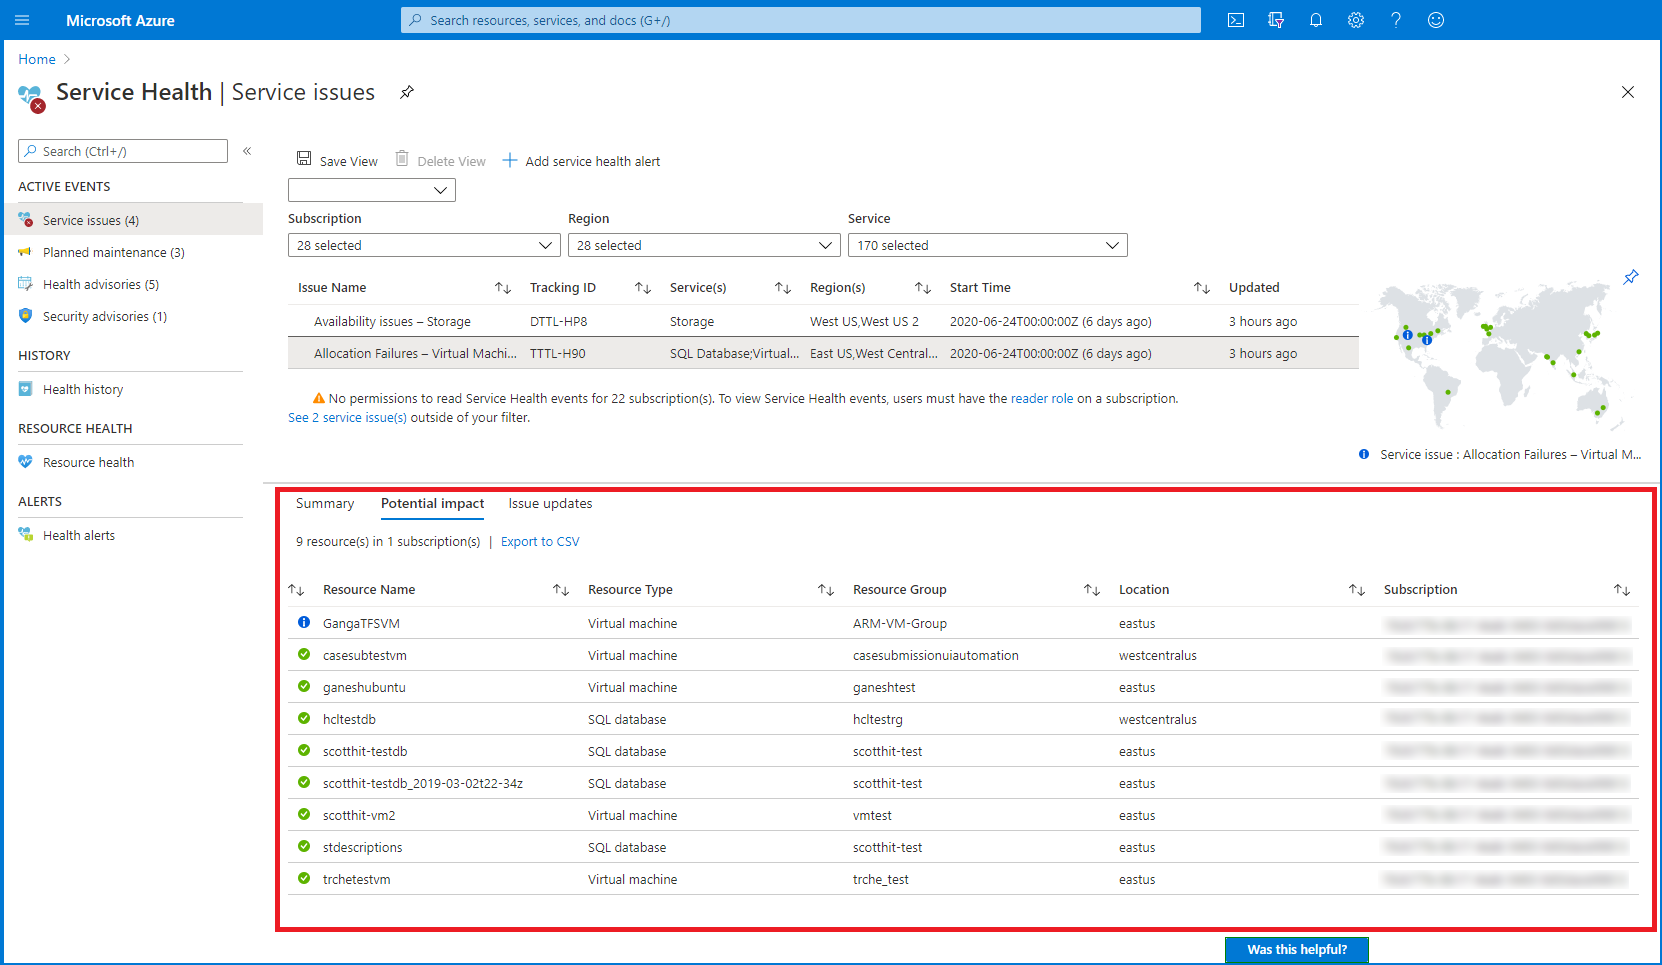 Microsoft Azure
Search resources, services, and docs (G+/)
Home
Service Health | Service issues
Search (Ctrl+/)
ACTIVE EVENTS
Service issues (4)
Planned maintenance (3)
Health advisories (5)
Security advisories (1)
HISTORY
Health history
RESOURCE HEALTH
Resource health
ALERTS
Health alerts
Save View Delete View Add service health alert
Subscription Region Service
28 selected 28 selected 170 selected
Issue Name Tracking ID Service(s) Region(s) Start Time Updated
Availability issues – Storage DTTL-HP8 Storage West US,West US 2 2020-06-24T00:00:00Z (6 days ago) 3 hours ago
Allocation Failures – Virtual Machi... TTTL-H90 SQL Database;Virtual... East US,West Central... 2020-06-24T00:00:00Z (6 days ago) 3 hours ago
No permissions to read Service Health events for 22 subscription(s). To view Service Health events, users must have the reader role on a subscription.
See 2 service issue(s) outside of your filter.
Service issue : Allocation Failures – Virtual M...
Summary Potential impact Issue updates
9 resource(s) in 1 subscription(s) | Export to CSV
Resource Name Resource Type Resource Group Location Subscription
GangaTFSVM Virtual machine ARM-VM-Group eastus
casesubtestvm Virtual machine casesubmissionuiautomation westcentralus
ganeshubuntu Virtual machine ganeshtest eastus
hcltestdb SQL database hcltestrg westcentralus
scotthit-testdb SQL database scotthit-test eastus
scotthit-testdb_2019-03-02t22-34z SQL database scotthit-test eastus
scotthit-vm2 Virtual machine vmtest eastus
stdescriptions SQL database scotthit-test eastus
trchetestvm Virtual machine trche_test eastus
Was this helpful?